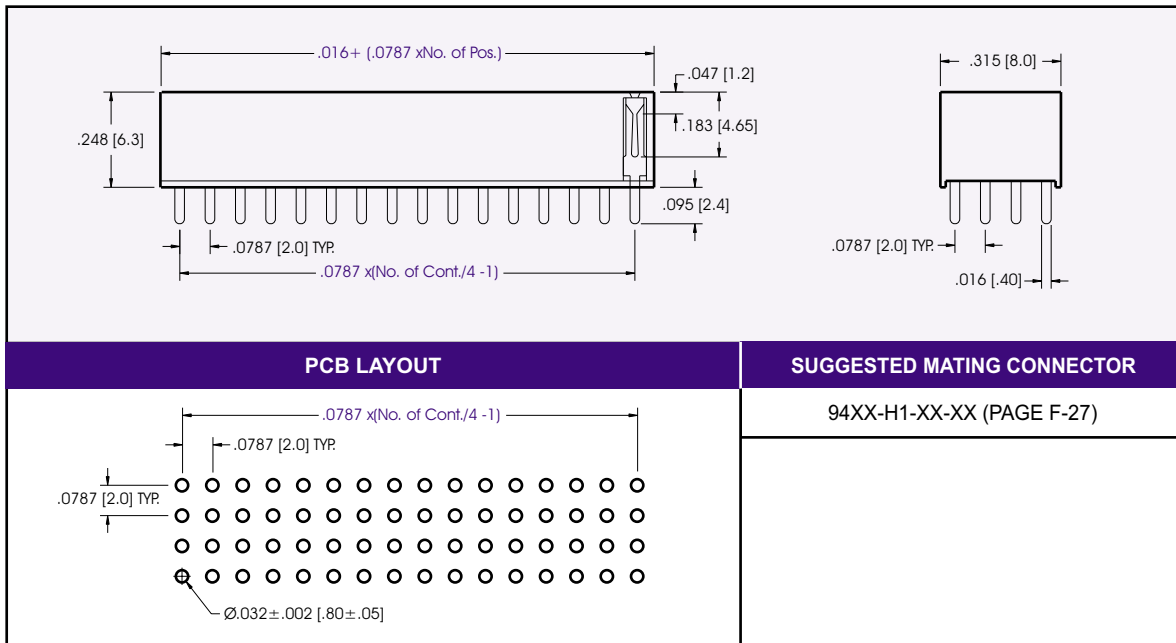 .016+ (.0787 xNo. of Pos.)
.047 [1.2]
.315 [8.0]
.248 [6.3]
.183 [4.65]
.095 [2.4]
.0787 [2.0] TYP.
.0787 x(No. of Cont./4 -1)
.0787 [2.0] TYP.
.016 [.40]
PCB LAYOUT
SUGGESTED MATING CONNECTOR
94XX-H1-XX-XX (PAGE F-27)
.0787 x(No. of Cont./4 -1)
.0787 [2.0] TYP.
.0787 [2.0] TYP.
Ø.032±.002 [.80±.05]